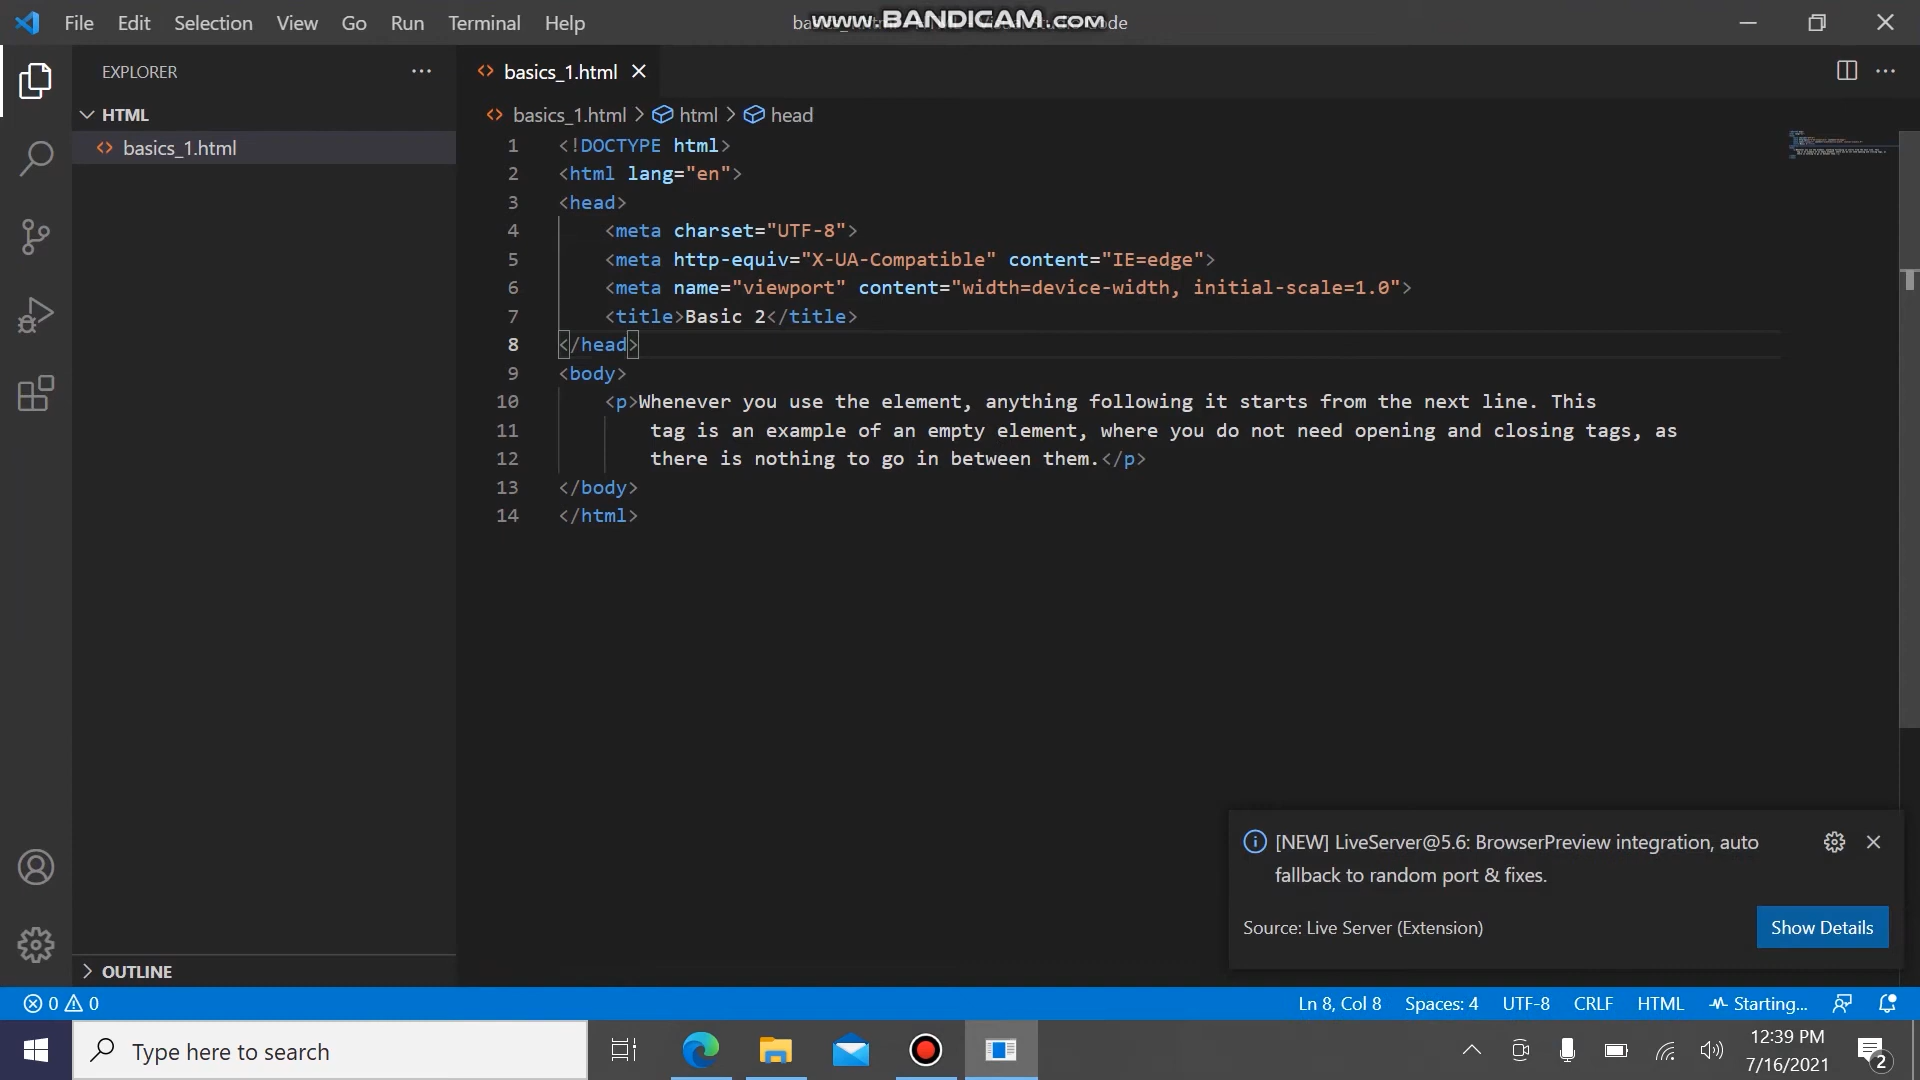 File Edit Selection View Go Run Terminal Help
www.BANDICAM.com
EXPLORER
basics_1.html
HTML
basics_1.html > html > head
basics_1.html
1 <!DOCTYPE html>
2 <html lang="en">
3 <head>
4 <meta charset="UTF-8">
5 <meta http-equiv="X-UA-Compatible" content="IE=edge">
6 <meta name="viewport" content="width=device-width, initial-scale=1.0">
7 <title>Basic 2</title>
8 </head>
9 <body>
10 <p>Whenever you use the element, anything following it starts from the next line. This
11 tag is an example of an empty element, where you do not need opening and closing tags, as
12 there is nothing to go in between them.</p>
13 </body>
14 </html>
[NEW] LiveServer@5.6: BrowserPreview integration, auto
fallback to random port & fixes.
Source: Live Server (Extension)
Show Details
OUTLINE
0 0
Ln 8, Col 8 Spaces: 4 UTF-8 CRLF HTML Starting...
Type here to search
12:39 PM
7/16/2021
2